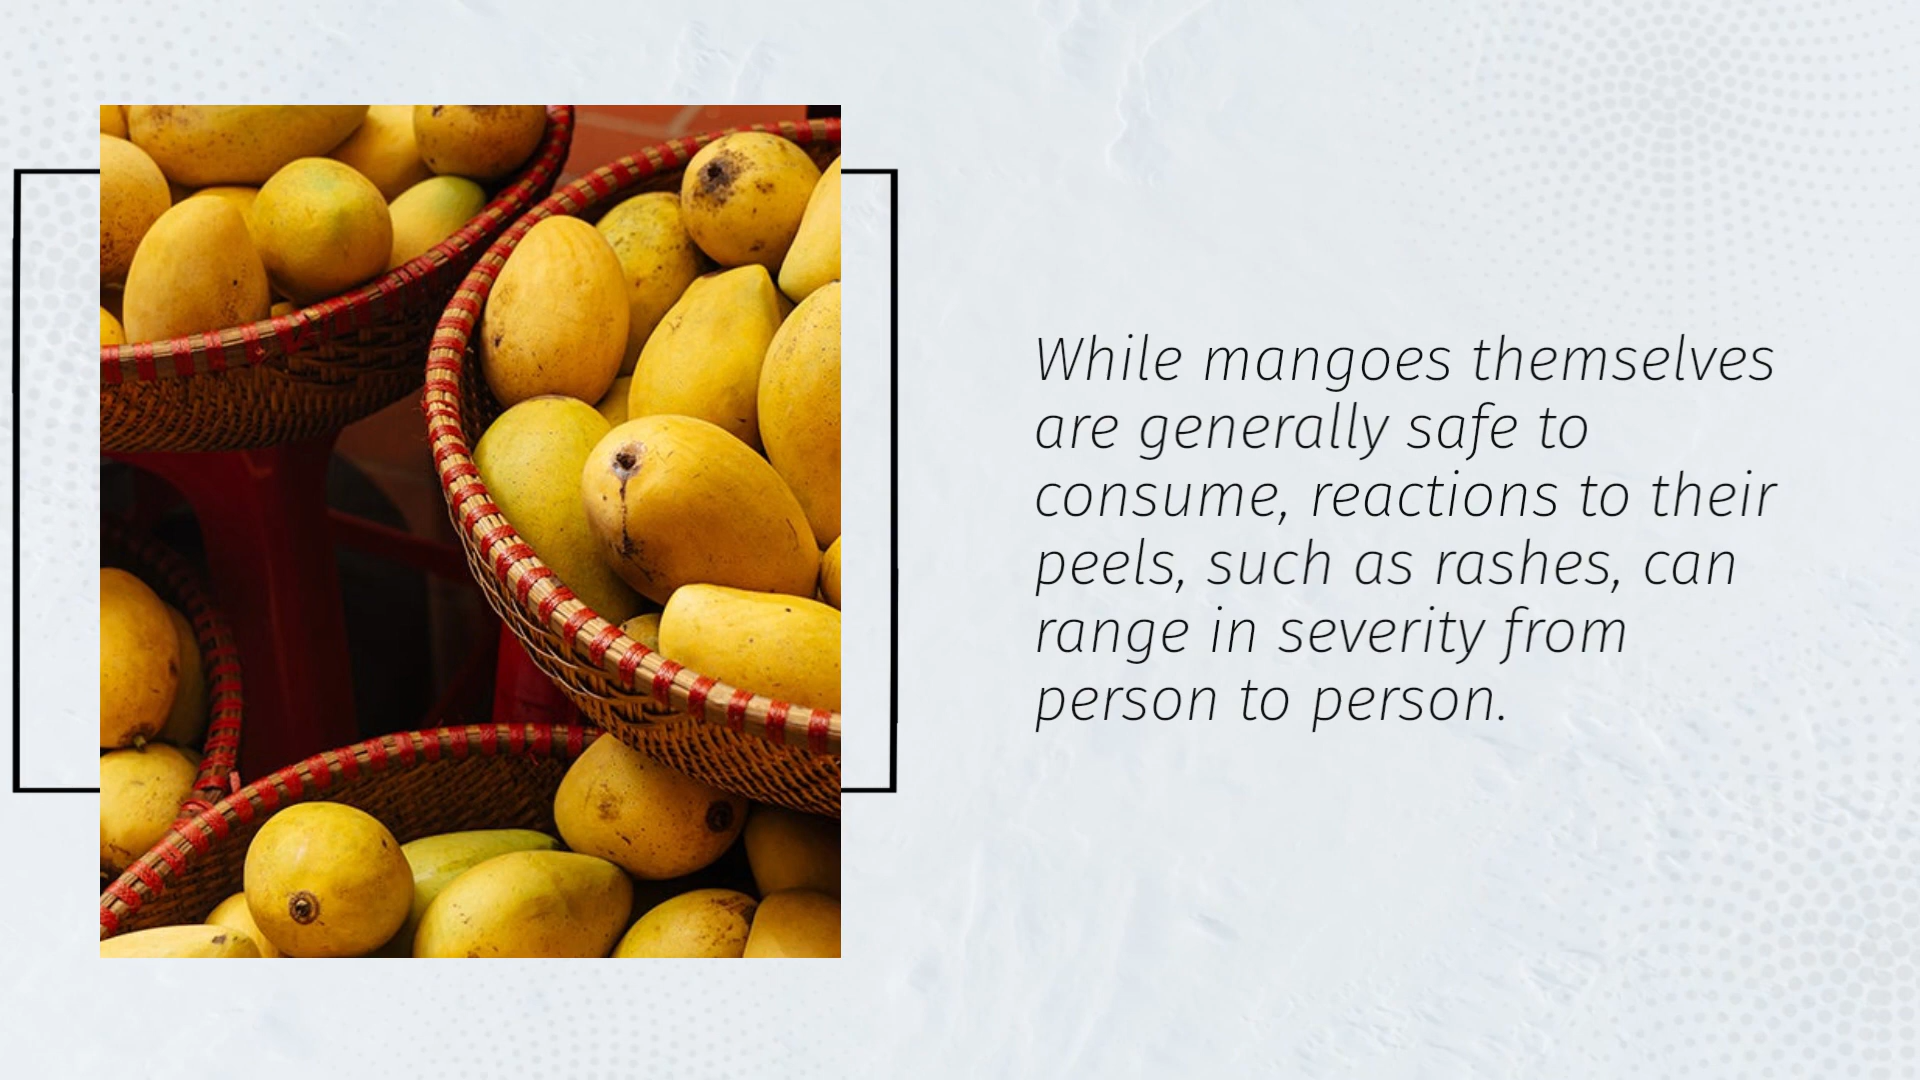 While mangoes themselves
are generally safe to
consume, reactions to their
peels, such as rashes, can
range in severity from
person to person.